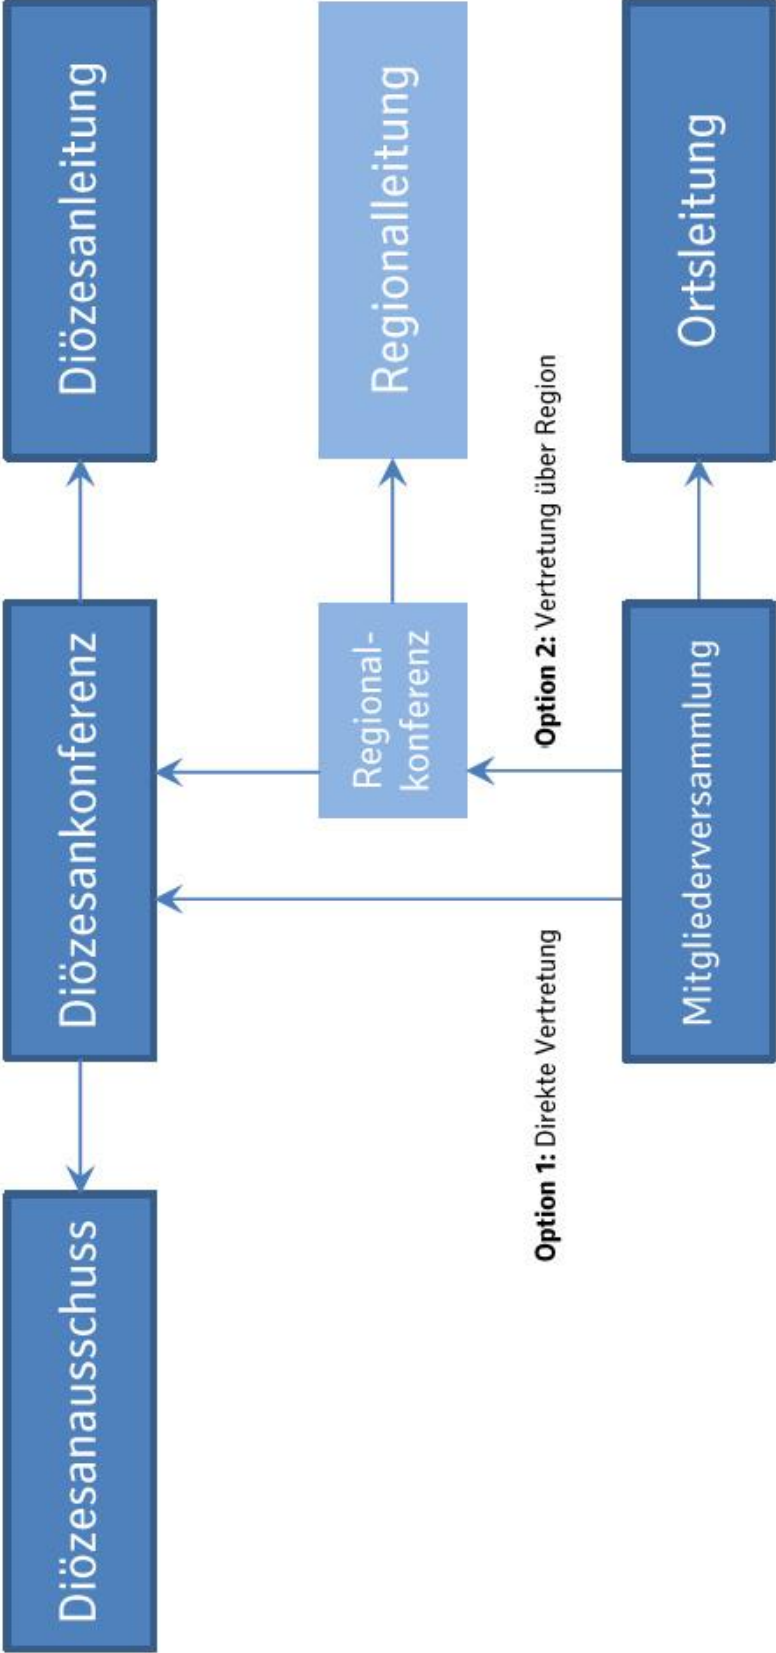 Diözesanausschuss
Diözesankonferenz
Diözesanleitung
Regional-
konferenz
Regionalleitung
Option 1: Direkte Vertretung
Option 2: Vertretung über Region
Mitgliederversammlung
Ortsleitung